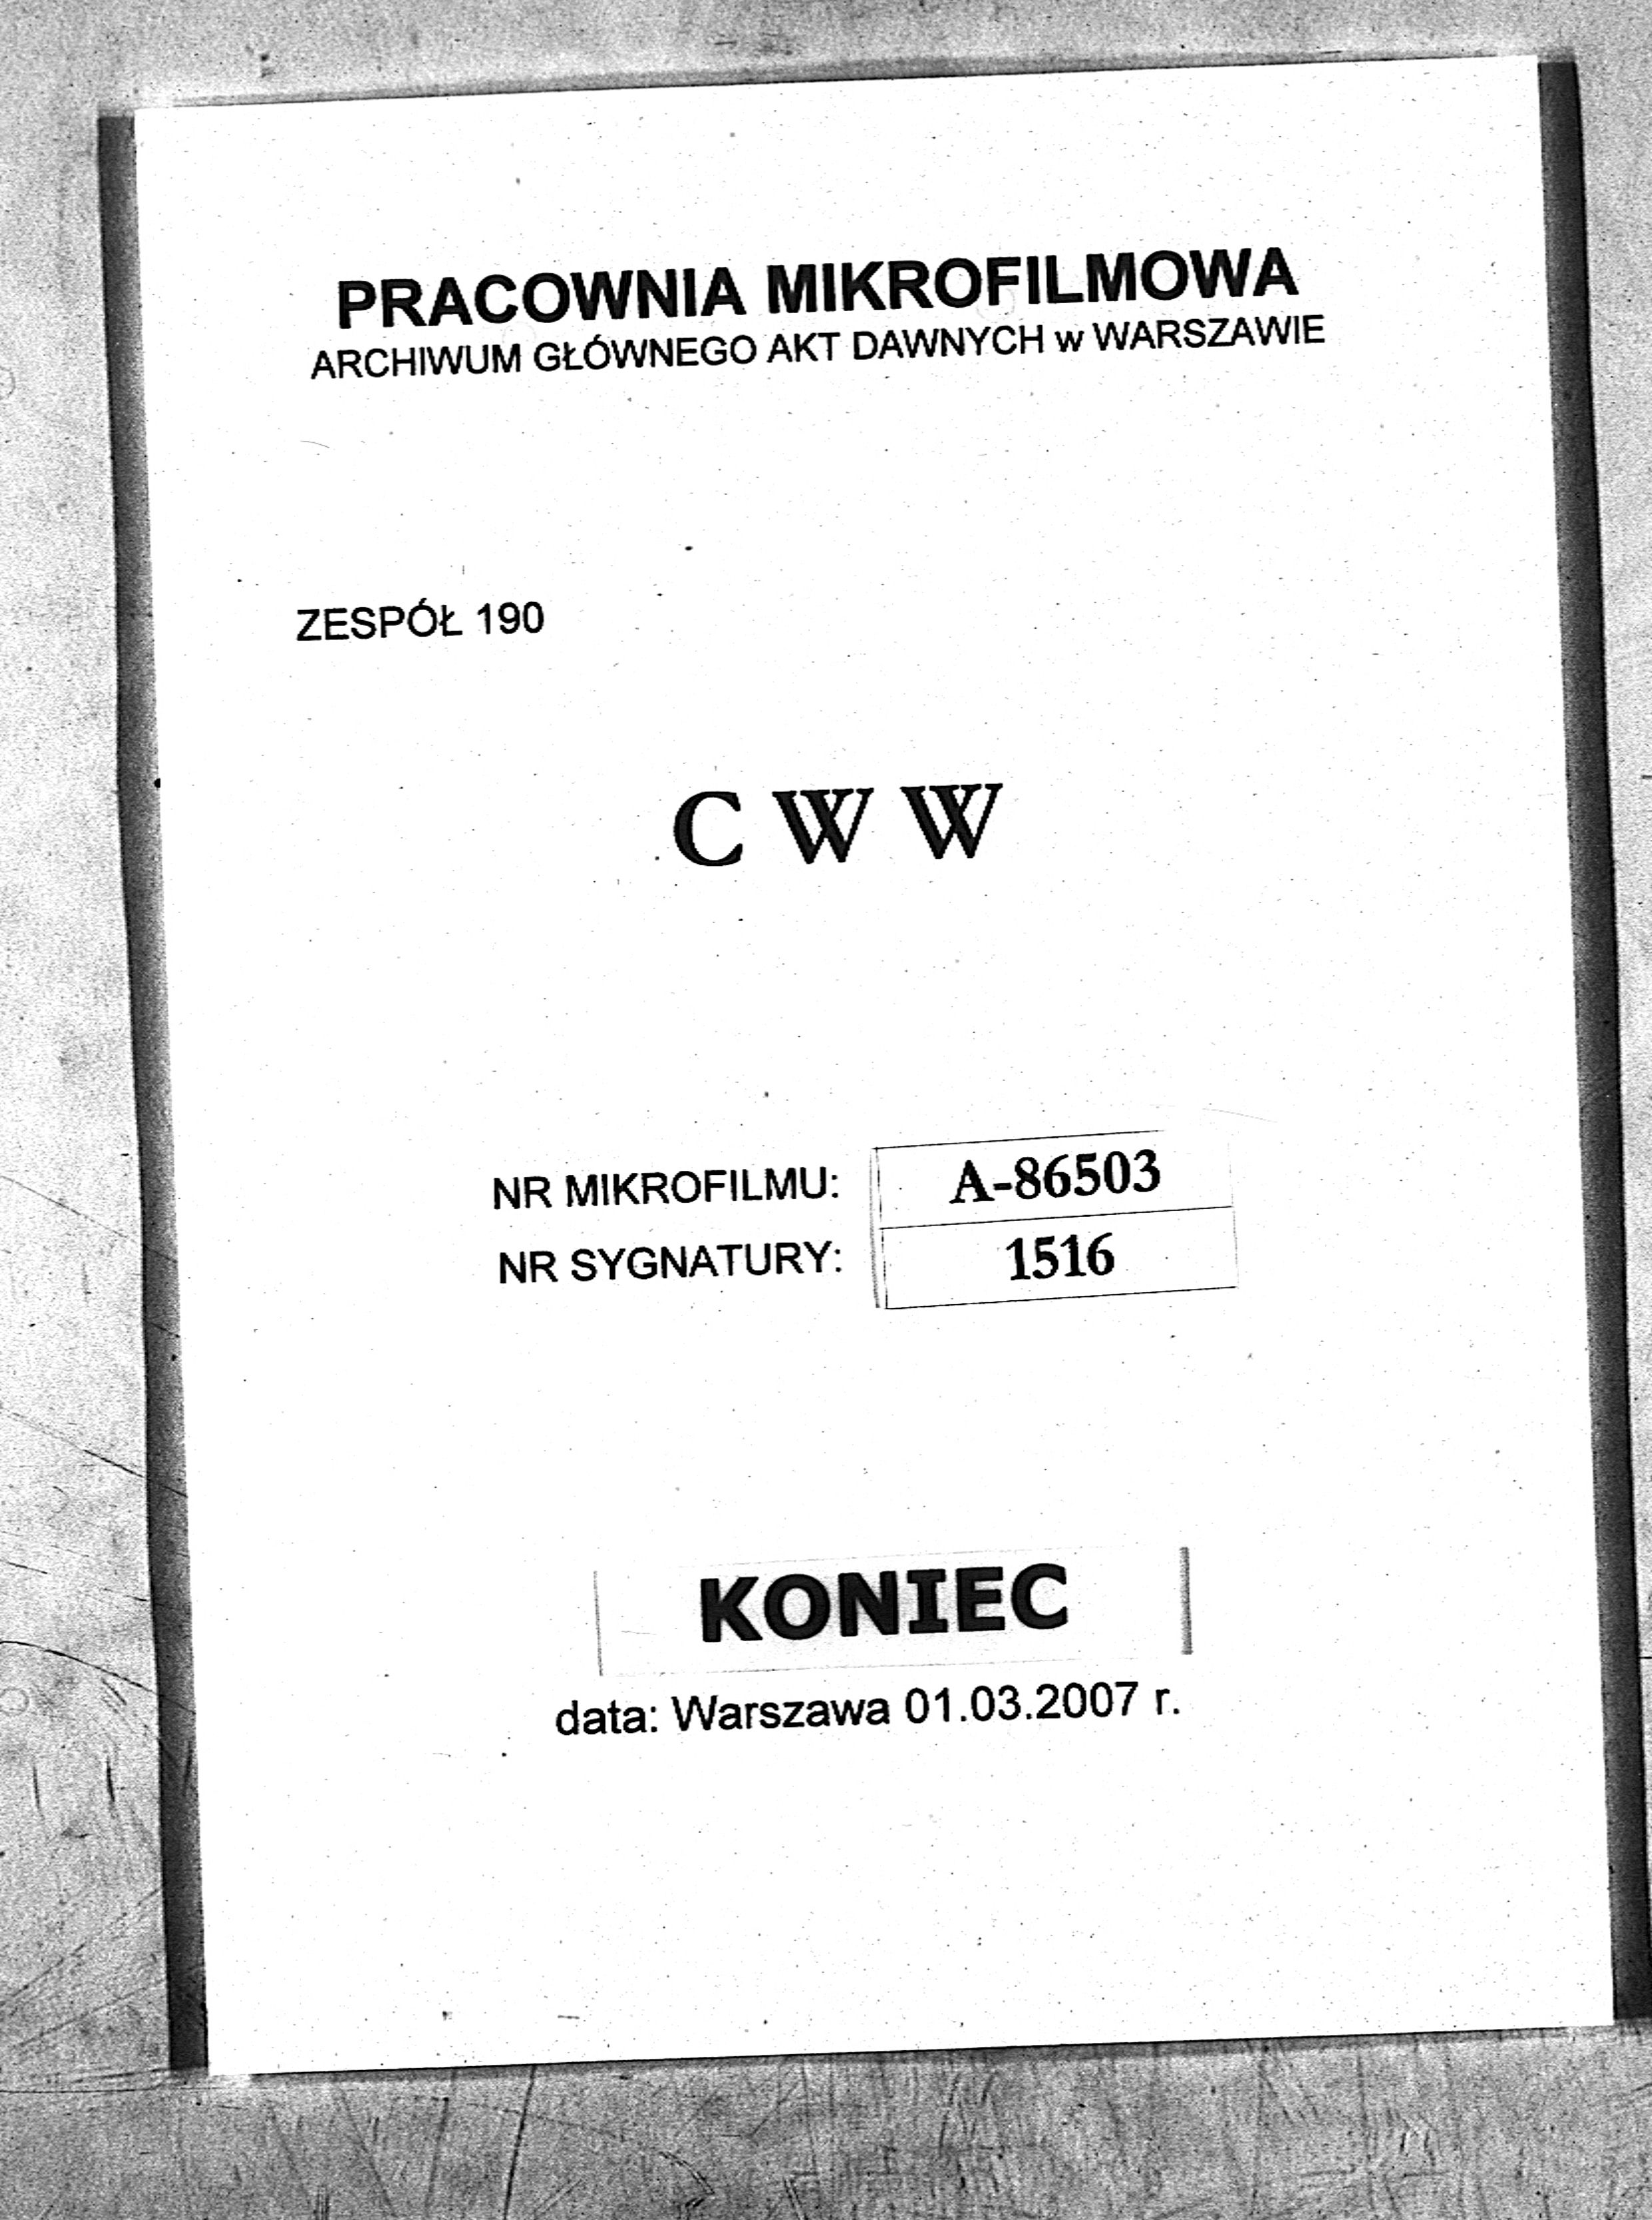 PRACOWNIA MIKROFILMOWA
ARCHIWUM GŁÓWNEGO AKT DAWNYCH w WARSZAWIE
ZESPÓŁ 190
C W W
NR MIKROFILMU: A-86503
NR SYGNATURY: 1516
KONIEC
data: Warszawa 01.03.2007 r.